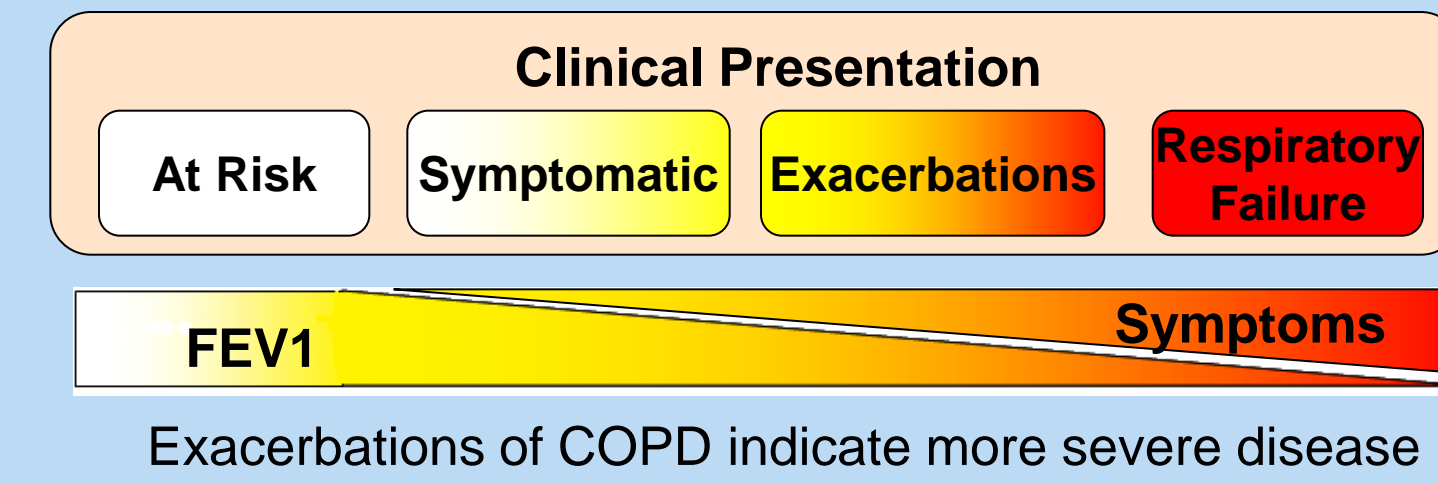 Clinical Presentation
At Risk
Symptomatic
Exacerbations
Respiratory
Failure
FEV1
Symptoms
Exacerbations of COPD indicate more severe disease